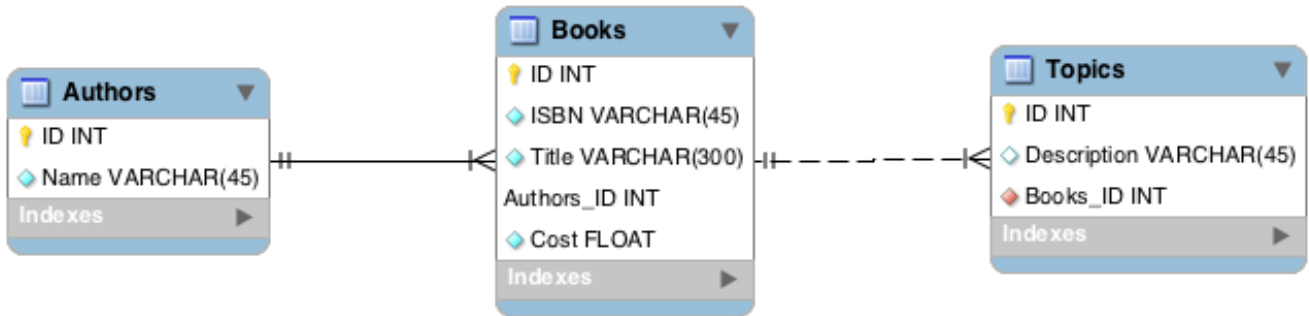 Authors
ID INT
Name VARCHAR(45)
Indexes
Books
ID INT
ISBN VARCHAR(45)
Title VARCHAR(300)
Authors_ID INT
Cost FLOAT
Indexes
Topics
ID INT
Description VARCHAR(45)
Books_ID INT
Indexes